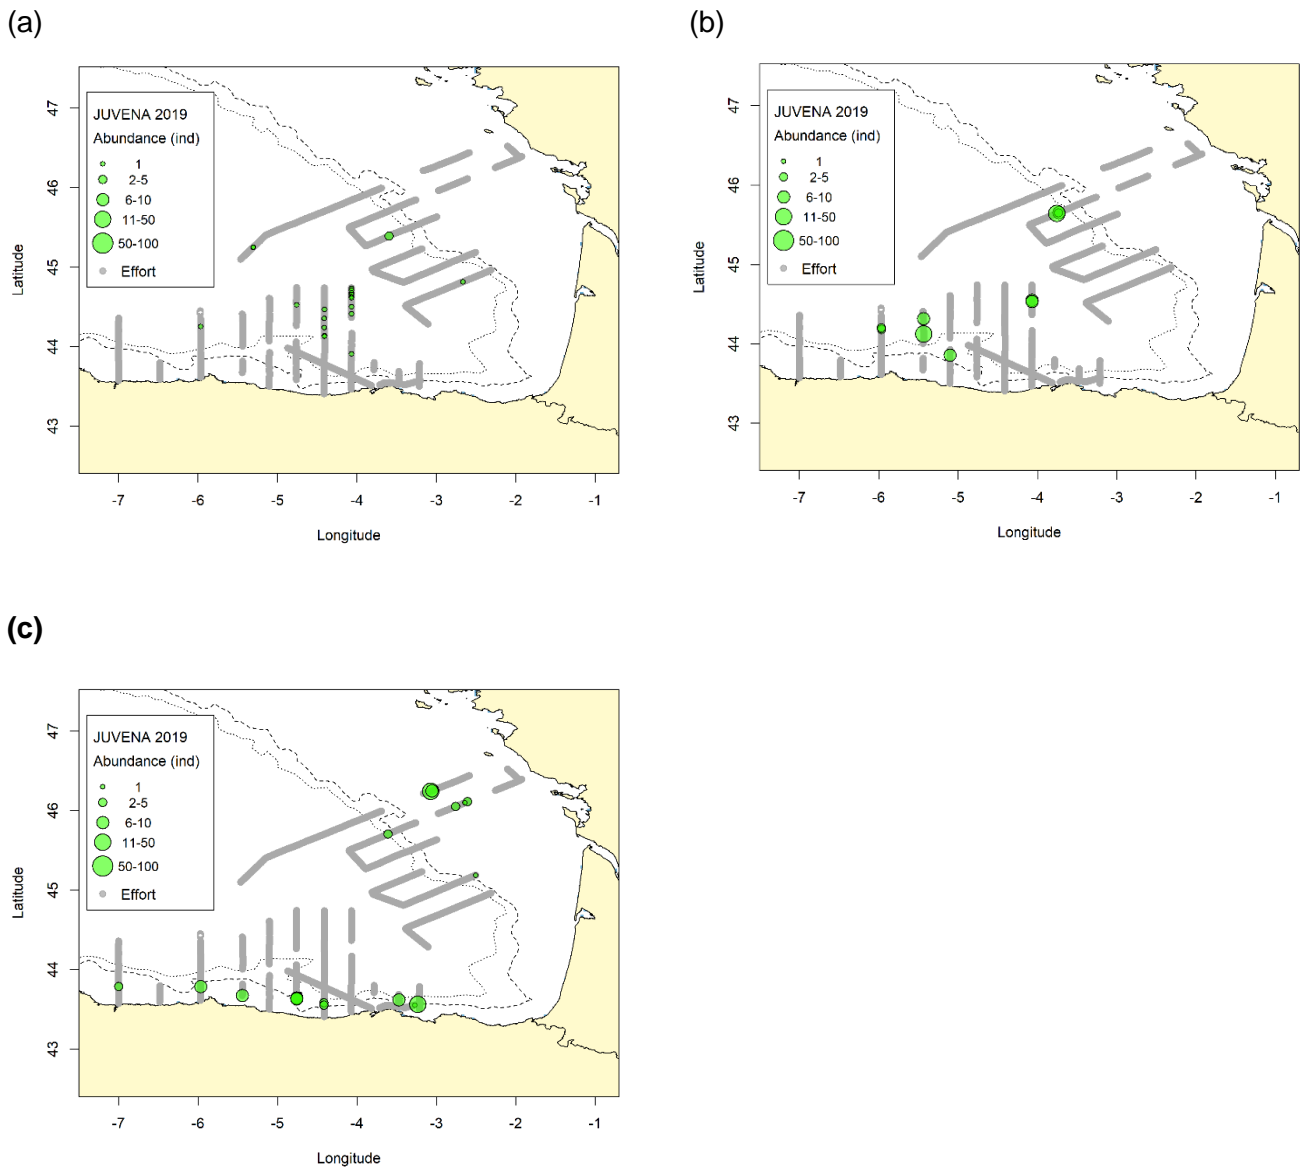 (a)
47
46
45
44
43
Latitude
JUVENA 2019
Abundance (ind)
1
2-5
6-10
11-50
50-100
Effort
-7 -6 -5 -4 -3 -2 -1
Longitude
(b)
47
46
45
44
43
Latitude
JUVENA 2019
Abundance (ind)
1
2-5
6-10
11-50
50-100
Effort
-7 -6 -5 -4 -3 -2 -1
Longitude
(c)
47
46
45
44
43
Latitude
JUVENA 2019
Abundance (ind)
1
2-5
6-10
11-50
50-100
Effort
-7 -6 -5 -4 -3 -2 -1
Longitude